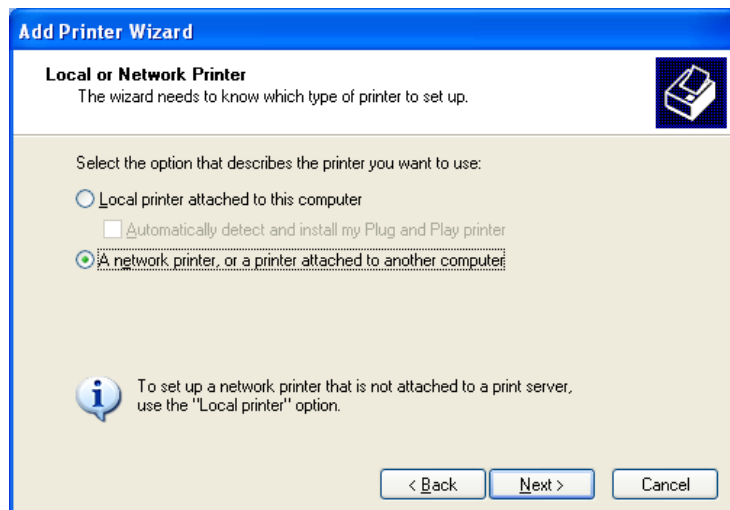 Add Printer Wizard
Local or Network Printer
The wizard needs to know which type of printer to set up.
Select the option that describes the printer you want to use:
Local printer attached to this computer
Automatically detect and install my Plug and Play printer
A network printer, or a printer attached to another computer
To set up a network printer that is not attached to a print server,
use the "Local printer" option.
< Back
Next >
Cancel